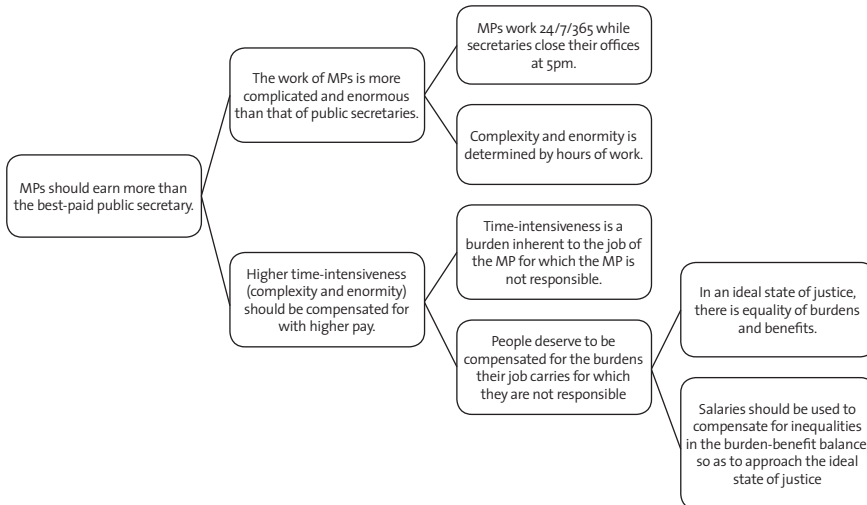 MPs should earn more than
the best-paid public secretary.
The work of MPs is more
complicated and enormous
than that of public secretaries.
MPs work 24/7/365 while
secretaries close their offices
at 5pm.
Complexity and enormity is
determined by hours of work.
Higher time-intensiveness
(complexity and enormity)
should be compensated for
with higher pay.
Time-intensiveness is a
burden inherent to the job of
the MP for which the MP is
not responsible.
People deserve to be
compensated for the burdens
their job carries for which
they are not responsible
In an ideal state of justice,
there is equality of burdens
and benefits.
Salaries should be used to
compensate for inequalities
in the burden-benefit balance
so as to approach the ideal
state of justice